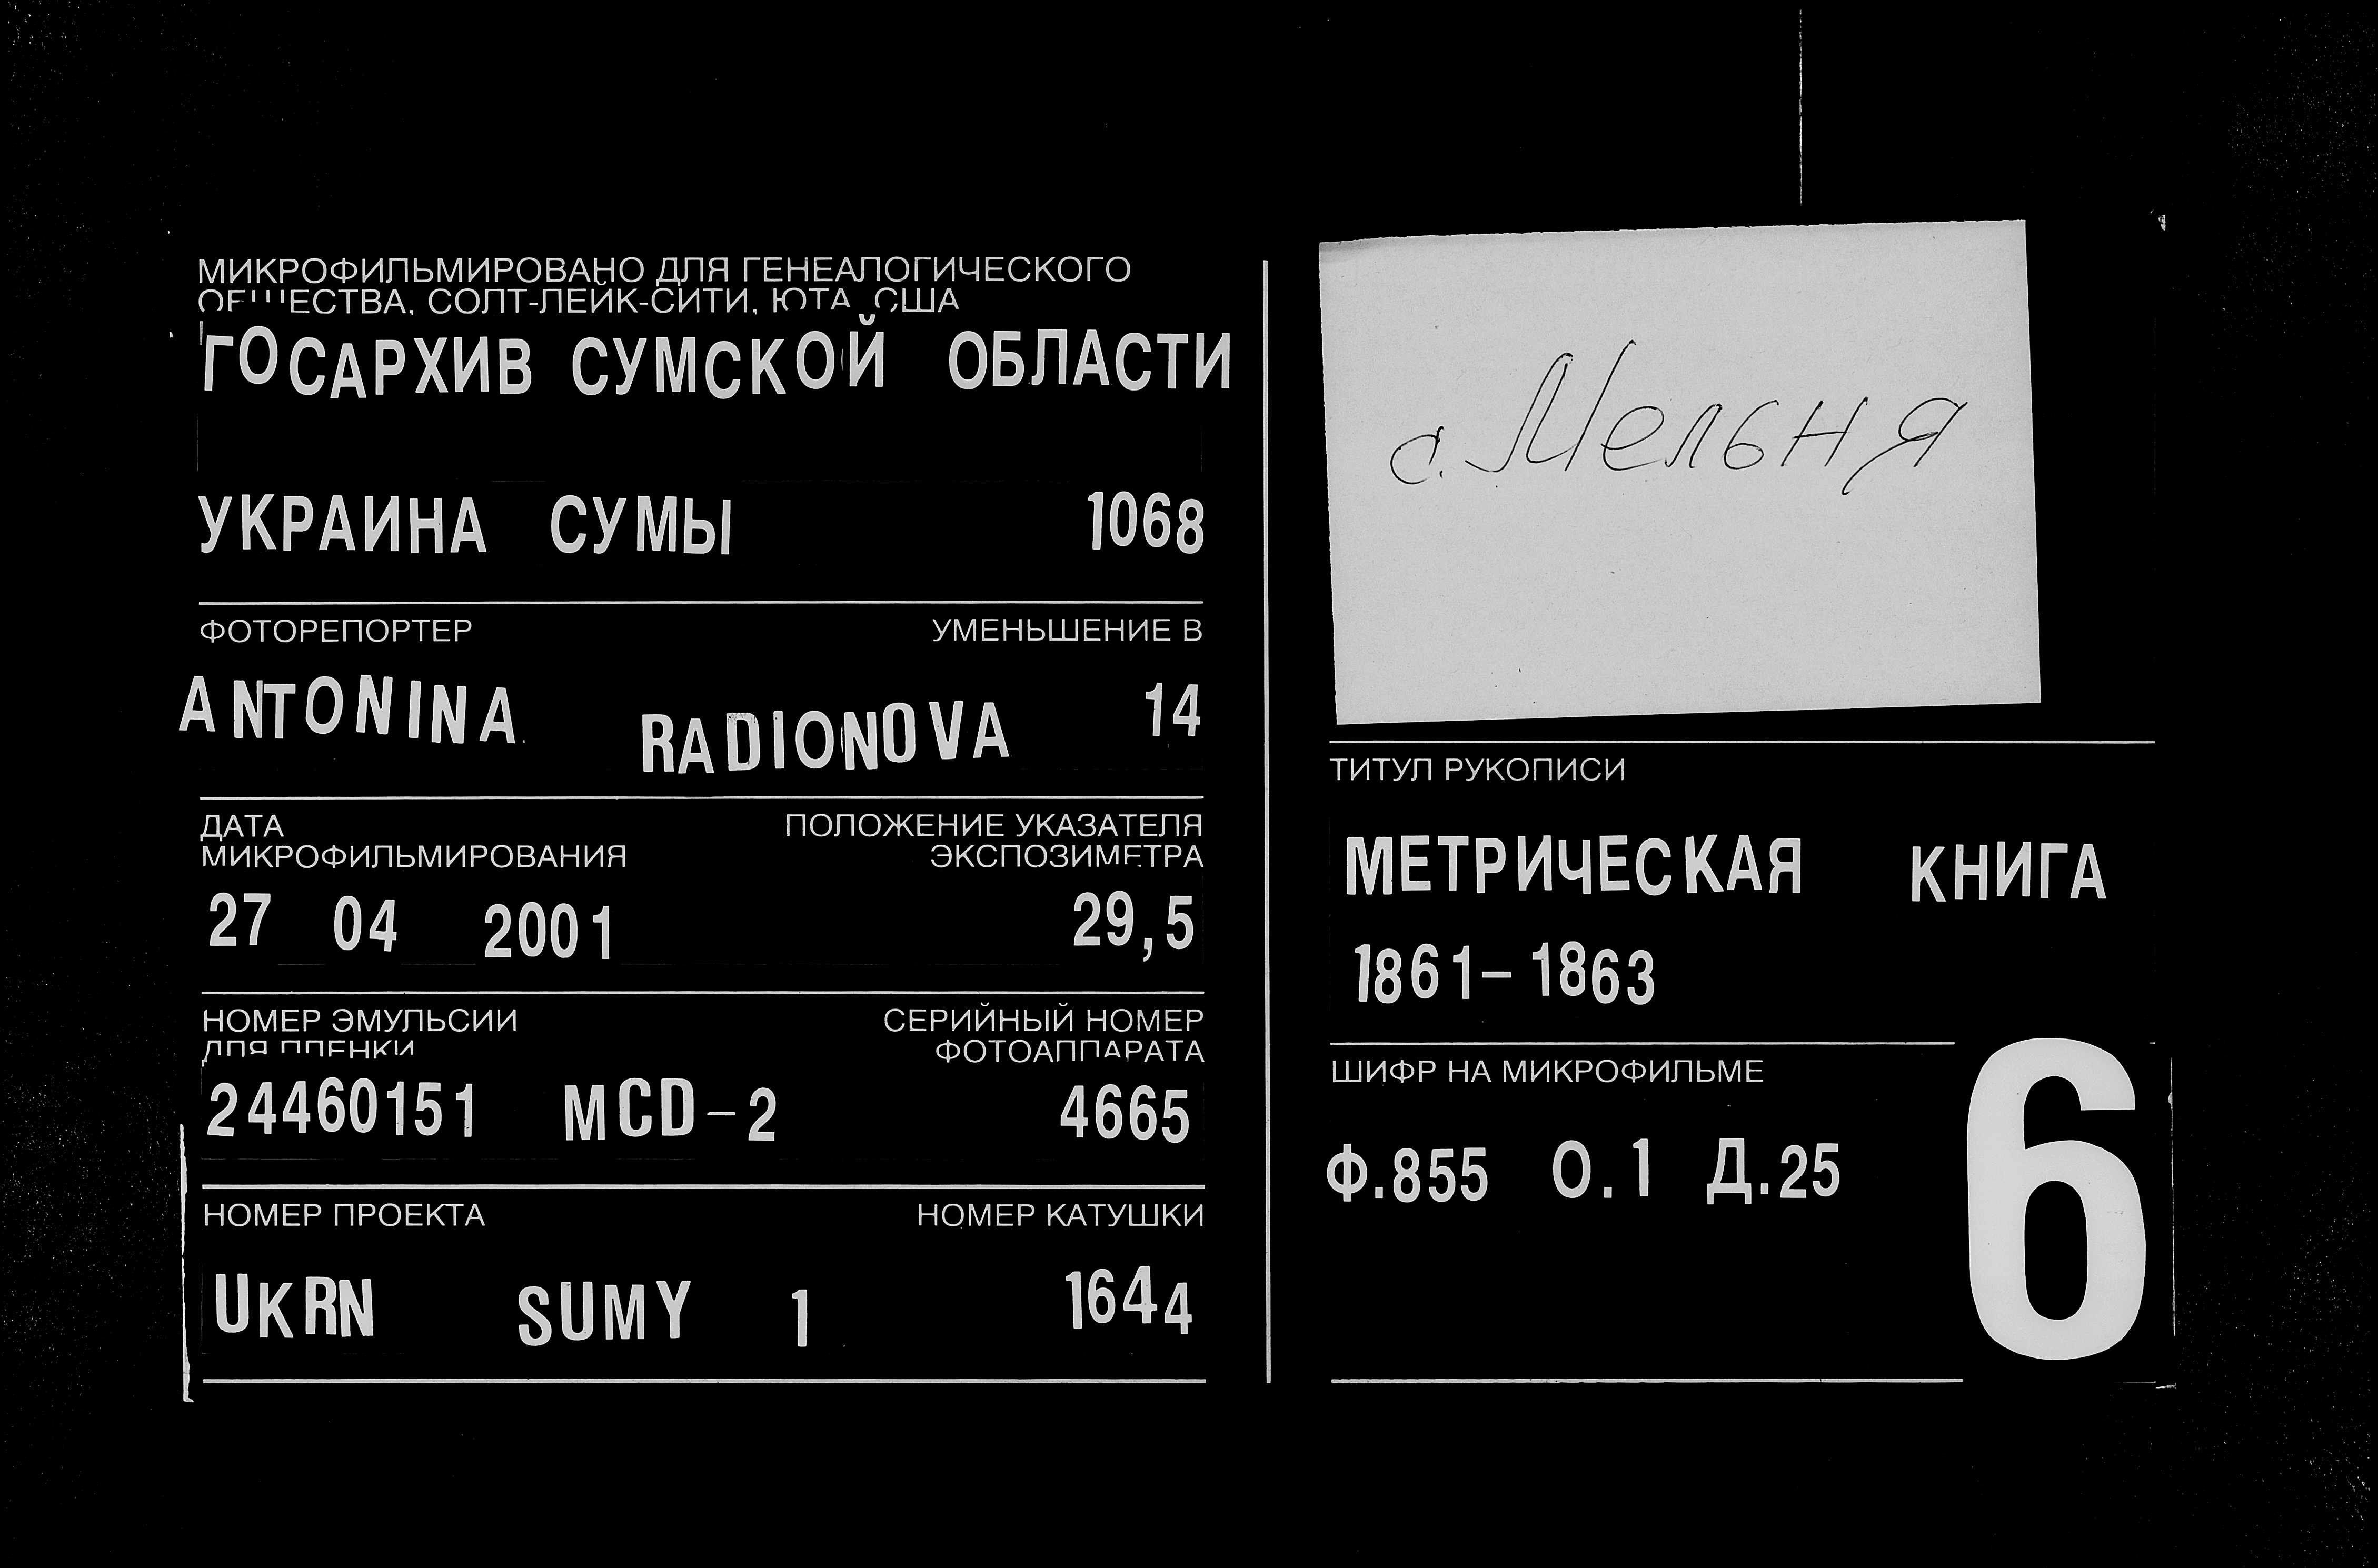 МИКРОФИЛЬМИРОВАНО ДЛЯ ГЕНЕАЛОГИЧЕСКОГО
ОБЩЕСТВА, СОЛТ-ЛЕЙК-СИТИ, ЮТА, США
ГОСАРХИВ СУМСКОЙ ОБЛАСТИ
УКРАИНА СУМЫ 1068
ФОТОРЕПОРТЕР УМЕНЬШЕНИЕ В
ANTONINA RADIONOVA 14
ДАТА ПОЛОЖЕНИЕ УКАЗАТЕЛЯ
МИКРОФИЛЬМИРОВАНИЯ ЭКСПОЗИМЕТРА
27 04 2001 29,5
НОМЕР ЭМУЛЬСИИ СЕРИЙНЫЙ НОМЕР
ДЛЯ ПЛЕНКИ ФОТОАППАРАТА
24460151 MCD-2 4665
НОМЕР ПРОЕКТА НОМЕР КАТУШКИ
UKRN SUMY 1 1644
с. Мельня
ТИТУЛ РУКОПИСИ
МЕТРИЧЕСКАЯ КНИГА
1861-1863
ШИФР НА МИКРОФИЛЬМЕ
Ф.855 О.1 Д.25
6